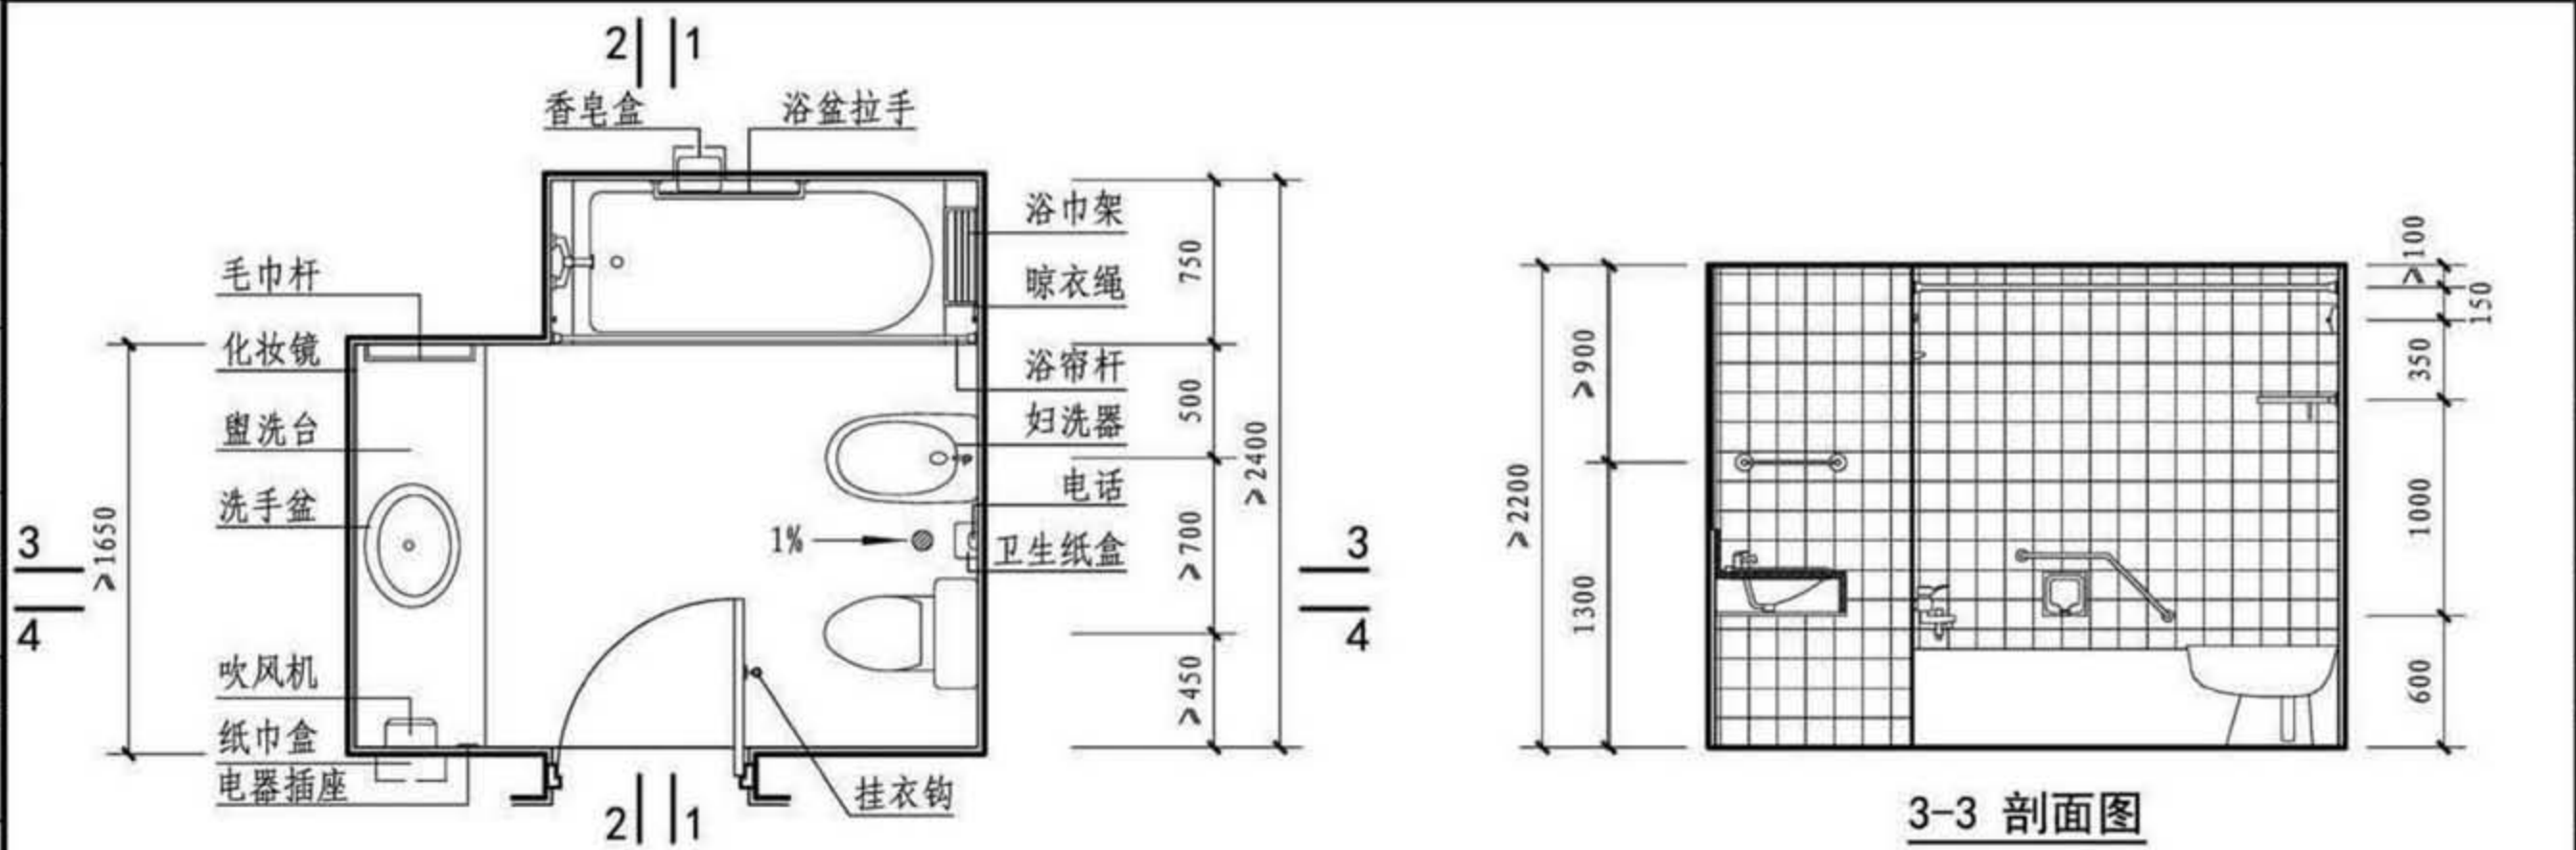 2 1
香皂盒 浴盆拉手
毛巾杆
化妆镜
盥洗台
洗手盆
吹风机
纸巾盒
电器插座
浴巾架
晾衣绳
浴帘杆
妇洗器
电话
卫生纸盒
挂衣钩
1%
≥1650
750
500
≥700
≥450
≥2400
3 3
4 4
2 1
≥2200
≥900
1300
≥100
150
350
1000
600
3-3 剖面图